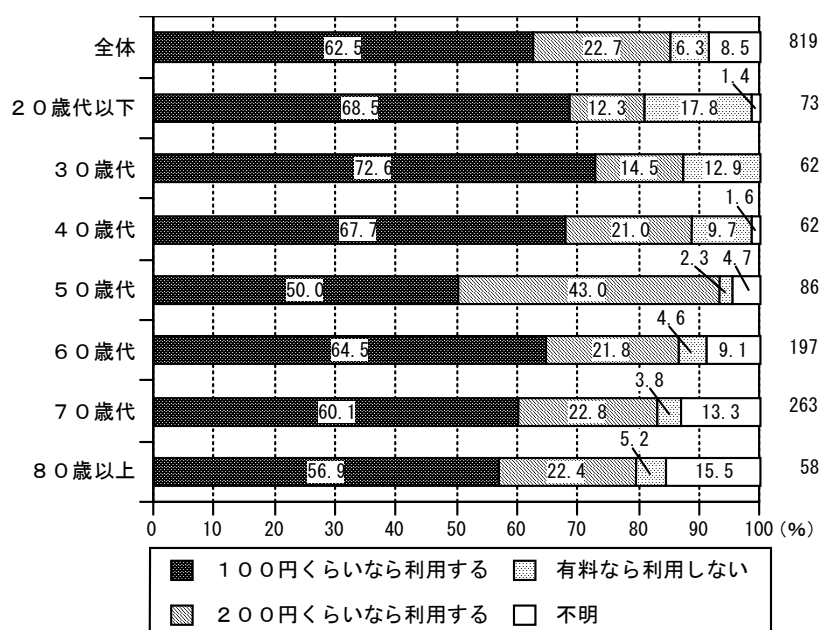 全体 62.5 22.7 6.3 8.5 819
1.4
２０歳代以下 68.5 12.3 17.8 73
３０歳代 72.6 14.5 12.9 62
1.6
４０歳代 67.7 21.0 9.7 62
2.3 4.7
５０歳代 50.0 43.0 86
4.6
６０歳代 64.5 21.8 9.1 197
3.8
７０歳代 60.1 22.8 13.3 263
5.2
８０歳以上 56.9 22.4 15.5 58
0 10 20 30 40 50 60 70 80 90 100 (%)
１００円くらいなら利用する 有料なら利用しない
２００円くらいなら利用する 不明